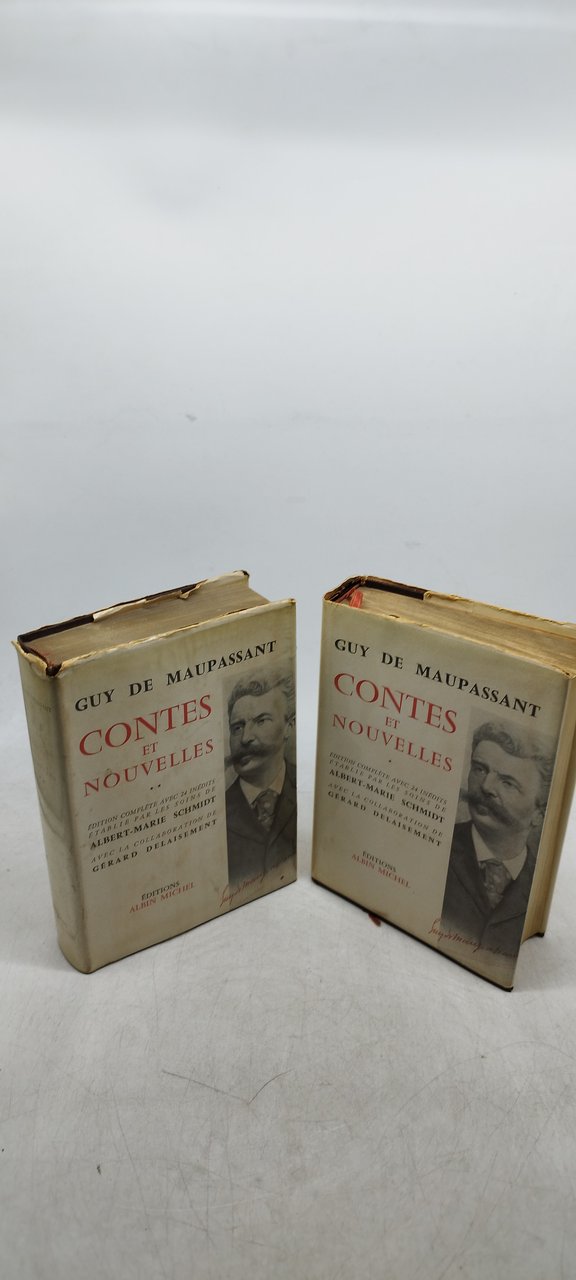 GUY DE MAUPASSANT
CONTES
ET
NOUVELLES
**
ÉDITION COMPLÈTE AVEC 24 INÉDITS
ÉTABLIE PAR LES SOINS DE
ALBERT-MARIE SCHMIDT
AVEC LA COLLABORATION DE
GÉRARD DELAISEMENT
ÉDITIONS
ALBIN MICHEL
GUY DE MAUPASSANT
CONTES
ET
NOUVELLES
*
ÉDITION COMPLÈTE AVEC 24 INÉDITS
ÉTABLIE PAR LES SOINS DE
ALBERT-MARIE SCHMIDT
AVEC LA COLLABORATION DE
GÉRARD DELAISEMENT
ÉDITIONS
ALBIN MICHEL